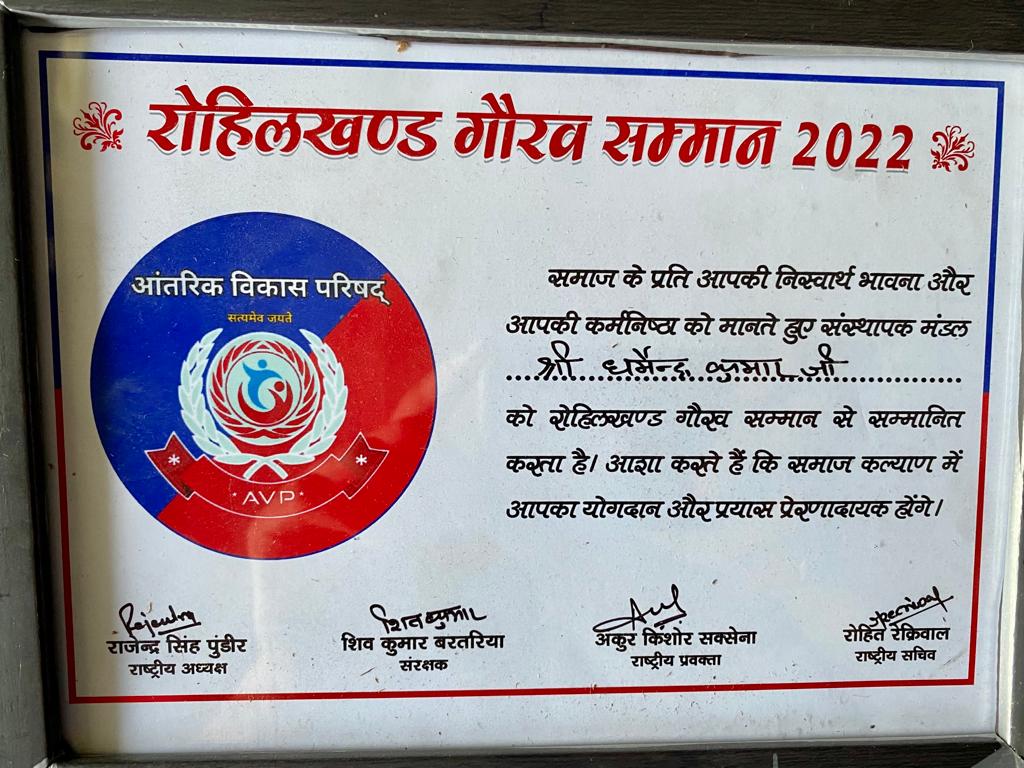 रोहिलखण्ड गौरव सम्मान 2022
आंतरिक विकास परिषद्
सत्यमेव जयते
* *
* AVP *
समाज के प्रति आपकी निस्वार्थ भावना और
आपकी कर्मनिष्ठा को मानते हुए संस्थापक मंडल
श्री धर्मेन्द्र कुमार जी
को रोहिलखण्ड गौरव सम्मान से सम्मानित
करता है। आशा करते हैं कि समाज कल्याण में
आपका योगदान और प्रयास प्रेरणादायक होंगे।
Rajendra शिव कुमार
राजेन्द्र सिंह पुंडीर शिव कुमार बरतरिया अंकुर किशोर सक्सेना रोहित रेक्रिवाल
राष्ट्रीय अध्यक्ष संरक्षक राष्ट्रीय प्रवक्ता राष्ट्रीय सचिव